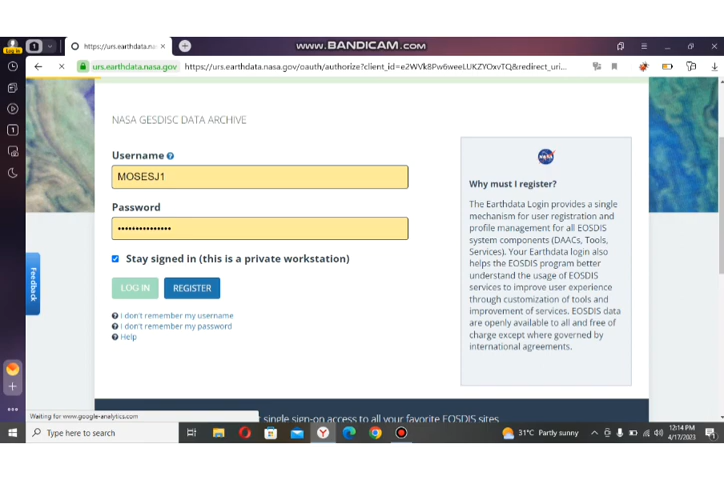 Log in
1
https://urs.earthdata.na
www.BANDICAM.com
urs.earthdata.nasa.gov https://urs.earthdata.nasa.gov/oauth/authorize?client_id=e2WVk8Pw6weeLUKZYOxvTQ&redirect_uri...
1
NASA GESDISC DATA ARCHIVE
Username
MOSESJ1
Password
Stay signed in (this is a private workstation)
LOG IN
REGISTER
I don't remember my username
I don't remember my password
Help
Feedback
NASA
Why must I register?
The Earthdata Login provides a single
mechanism for user registration and
profile management for all EOSDIS
system components (DAACs, Tools,
Services). Your Earthdata login also
helps the EOSDIS program better
understand the usage of EOSDIS
services to improve user experience
through customization of tools and
improvement of services. EOSDIS data
are openly available to all and free of
charge except where governed by
international agreements.
Waiting for www.google-analytics.com
single sign-on access to all your favorite EOSDIS sites
Type here to search
31°C Partly sunny
12:14 PM
4/17/2023